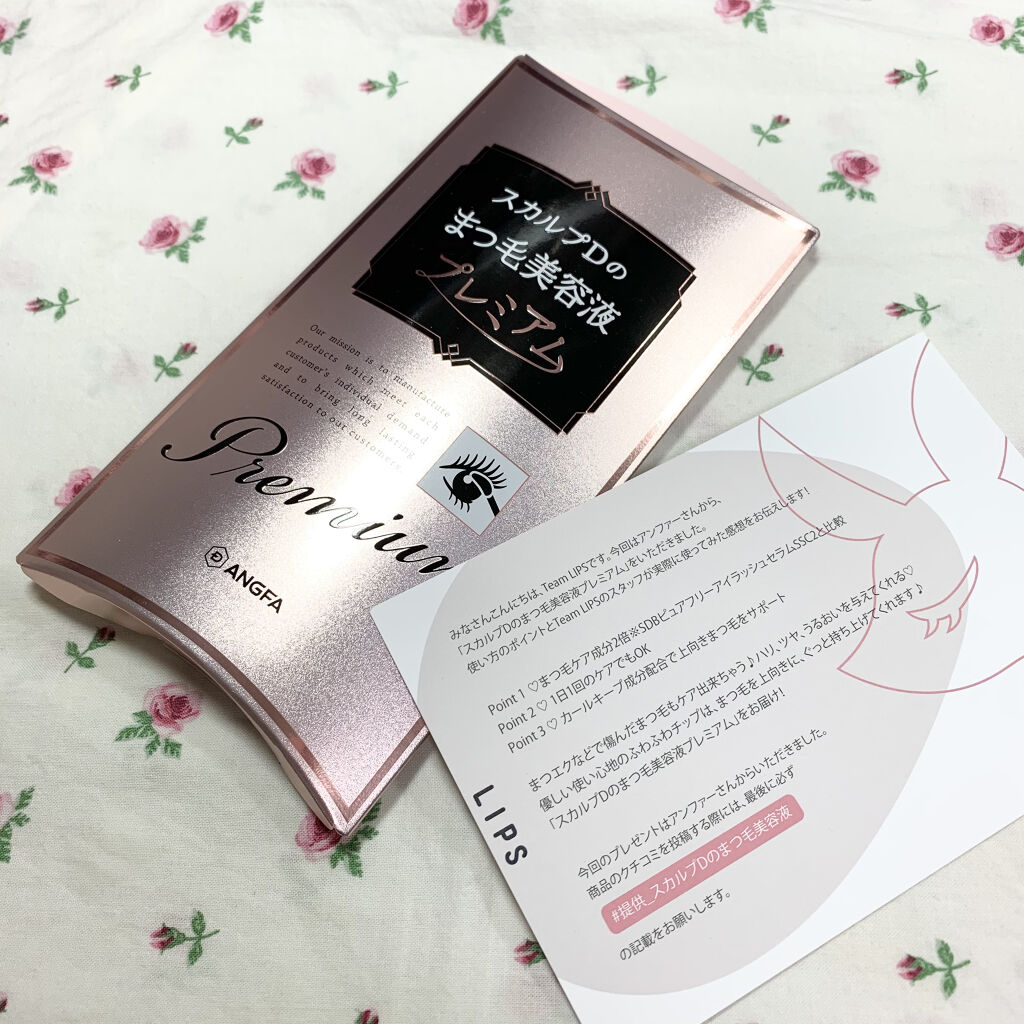 スカルプDの
まつ毛美容液
プレミアム
Our mission is to manufacture
products which meet each
customer's individual demand
and to bring long lasting
satisfaction to our customers.
Premium
ANGFA
みなさんこんにちは、Team LIPSです。今回はアンファーさんから、
「スカルプDのまつ毛美容液プレミアム」をいただきました。
使い方のポイントとTeam LIPSのスタッフが実際に使ってみた感想をお伝えします!
Point 1 ♡まつ毛ケア成分2倍※SDBピュアフリーアイラッシュセラムSSC2と比較
Point 2 ♡ 1日1回のケアでもOK
Point 3 ♡ カールキープ成分配合で上向きまつ毛をサポート
まつエクなどで傷んだまつ毛もケア出来ちゃう♪ハリ、ツヤ、うるおいを与えてくれる♡
優しい使い心地のふわふわチップは、まつ毛を上向きに、ぐっと持ち上げてくれます♪
「スカルプDのまつ毛美容液プレミアム」をお届け!
今回のプレゼントはアンファーさんからいただきました。
商品のクチコミを投稿する際には、最後に必ず
#提供_スカルプDのまつ毛美容液
の記載をお願いします。
LIPS